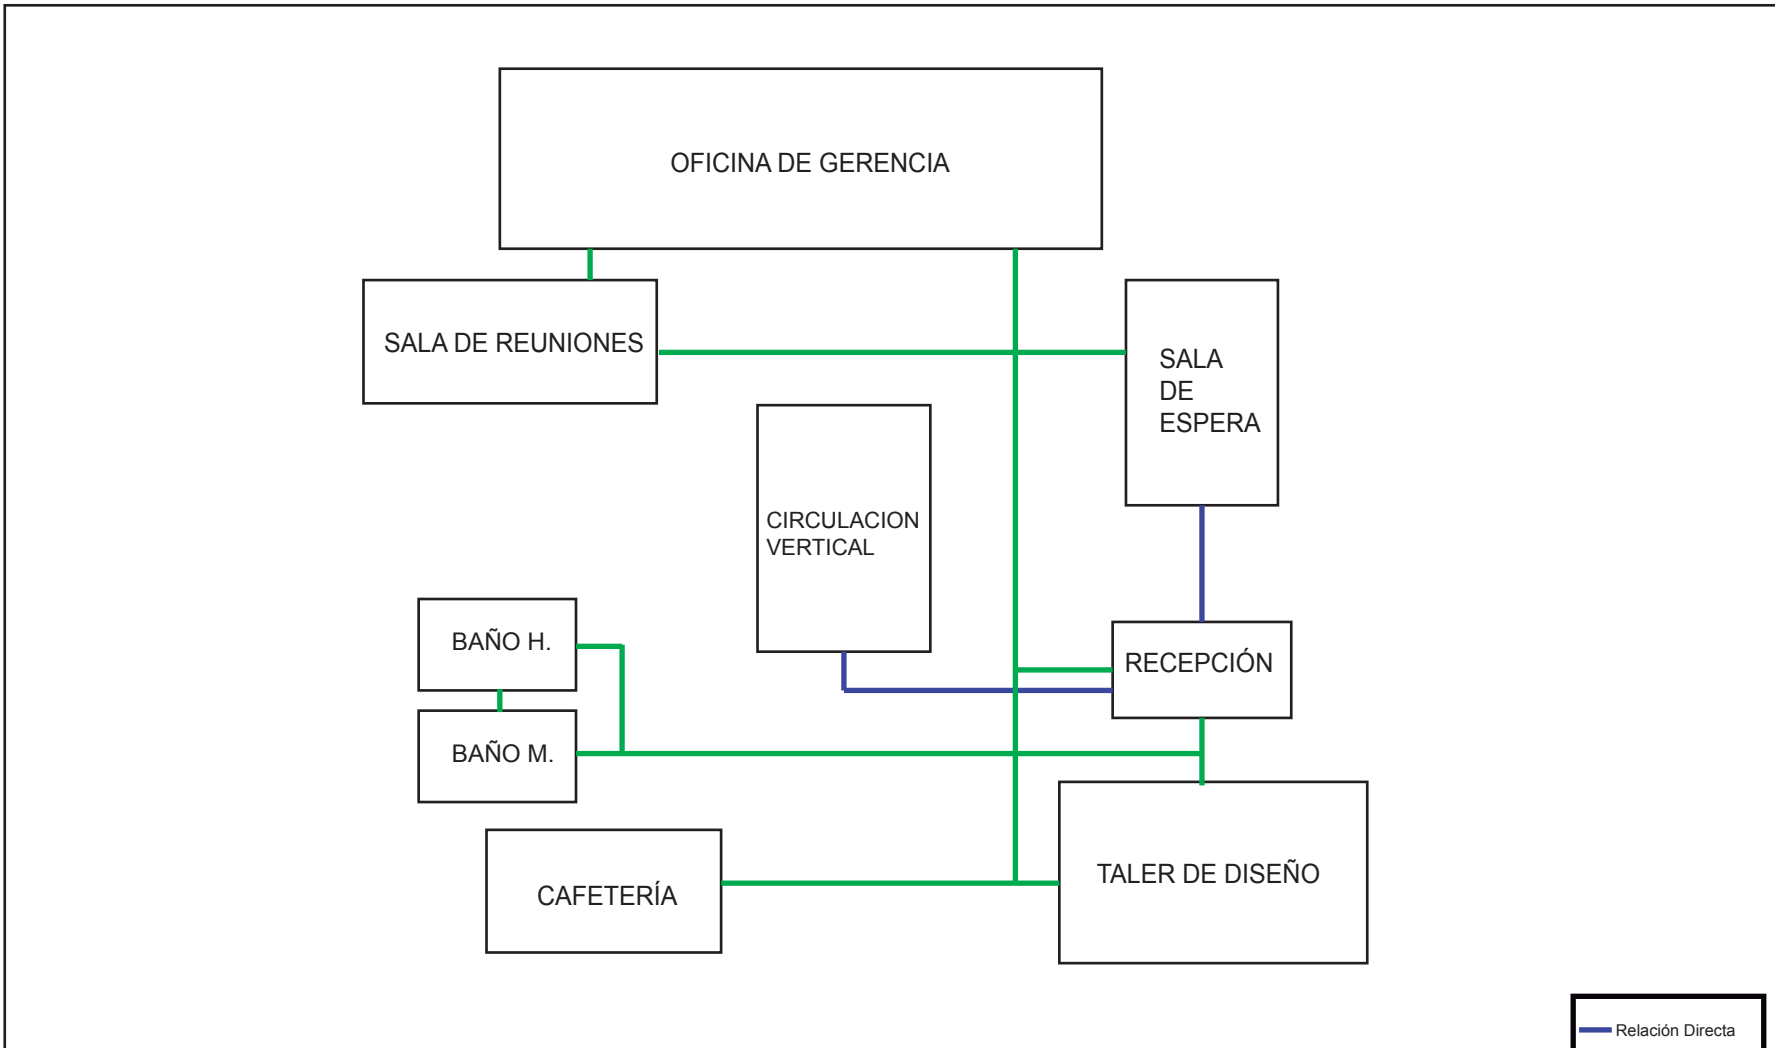 OFICINA DE GERENCIA
SALA DE REUNIONES
SALA
DE
ESPERA
CIRCULACION
VERTICAL
BAÑO H.
RECEPCIÓN
BAÑO M.
TALER DE DISEÑO
CAFETERÍA
Relación Directa